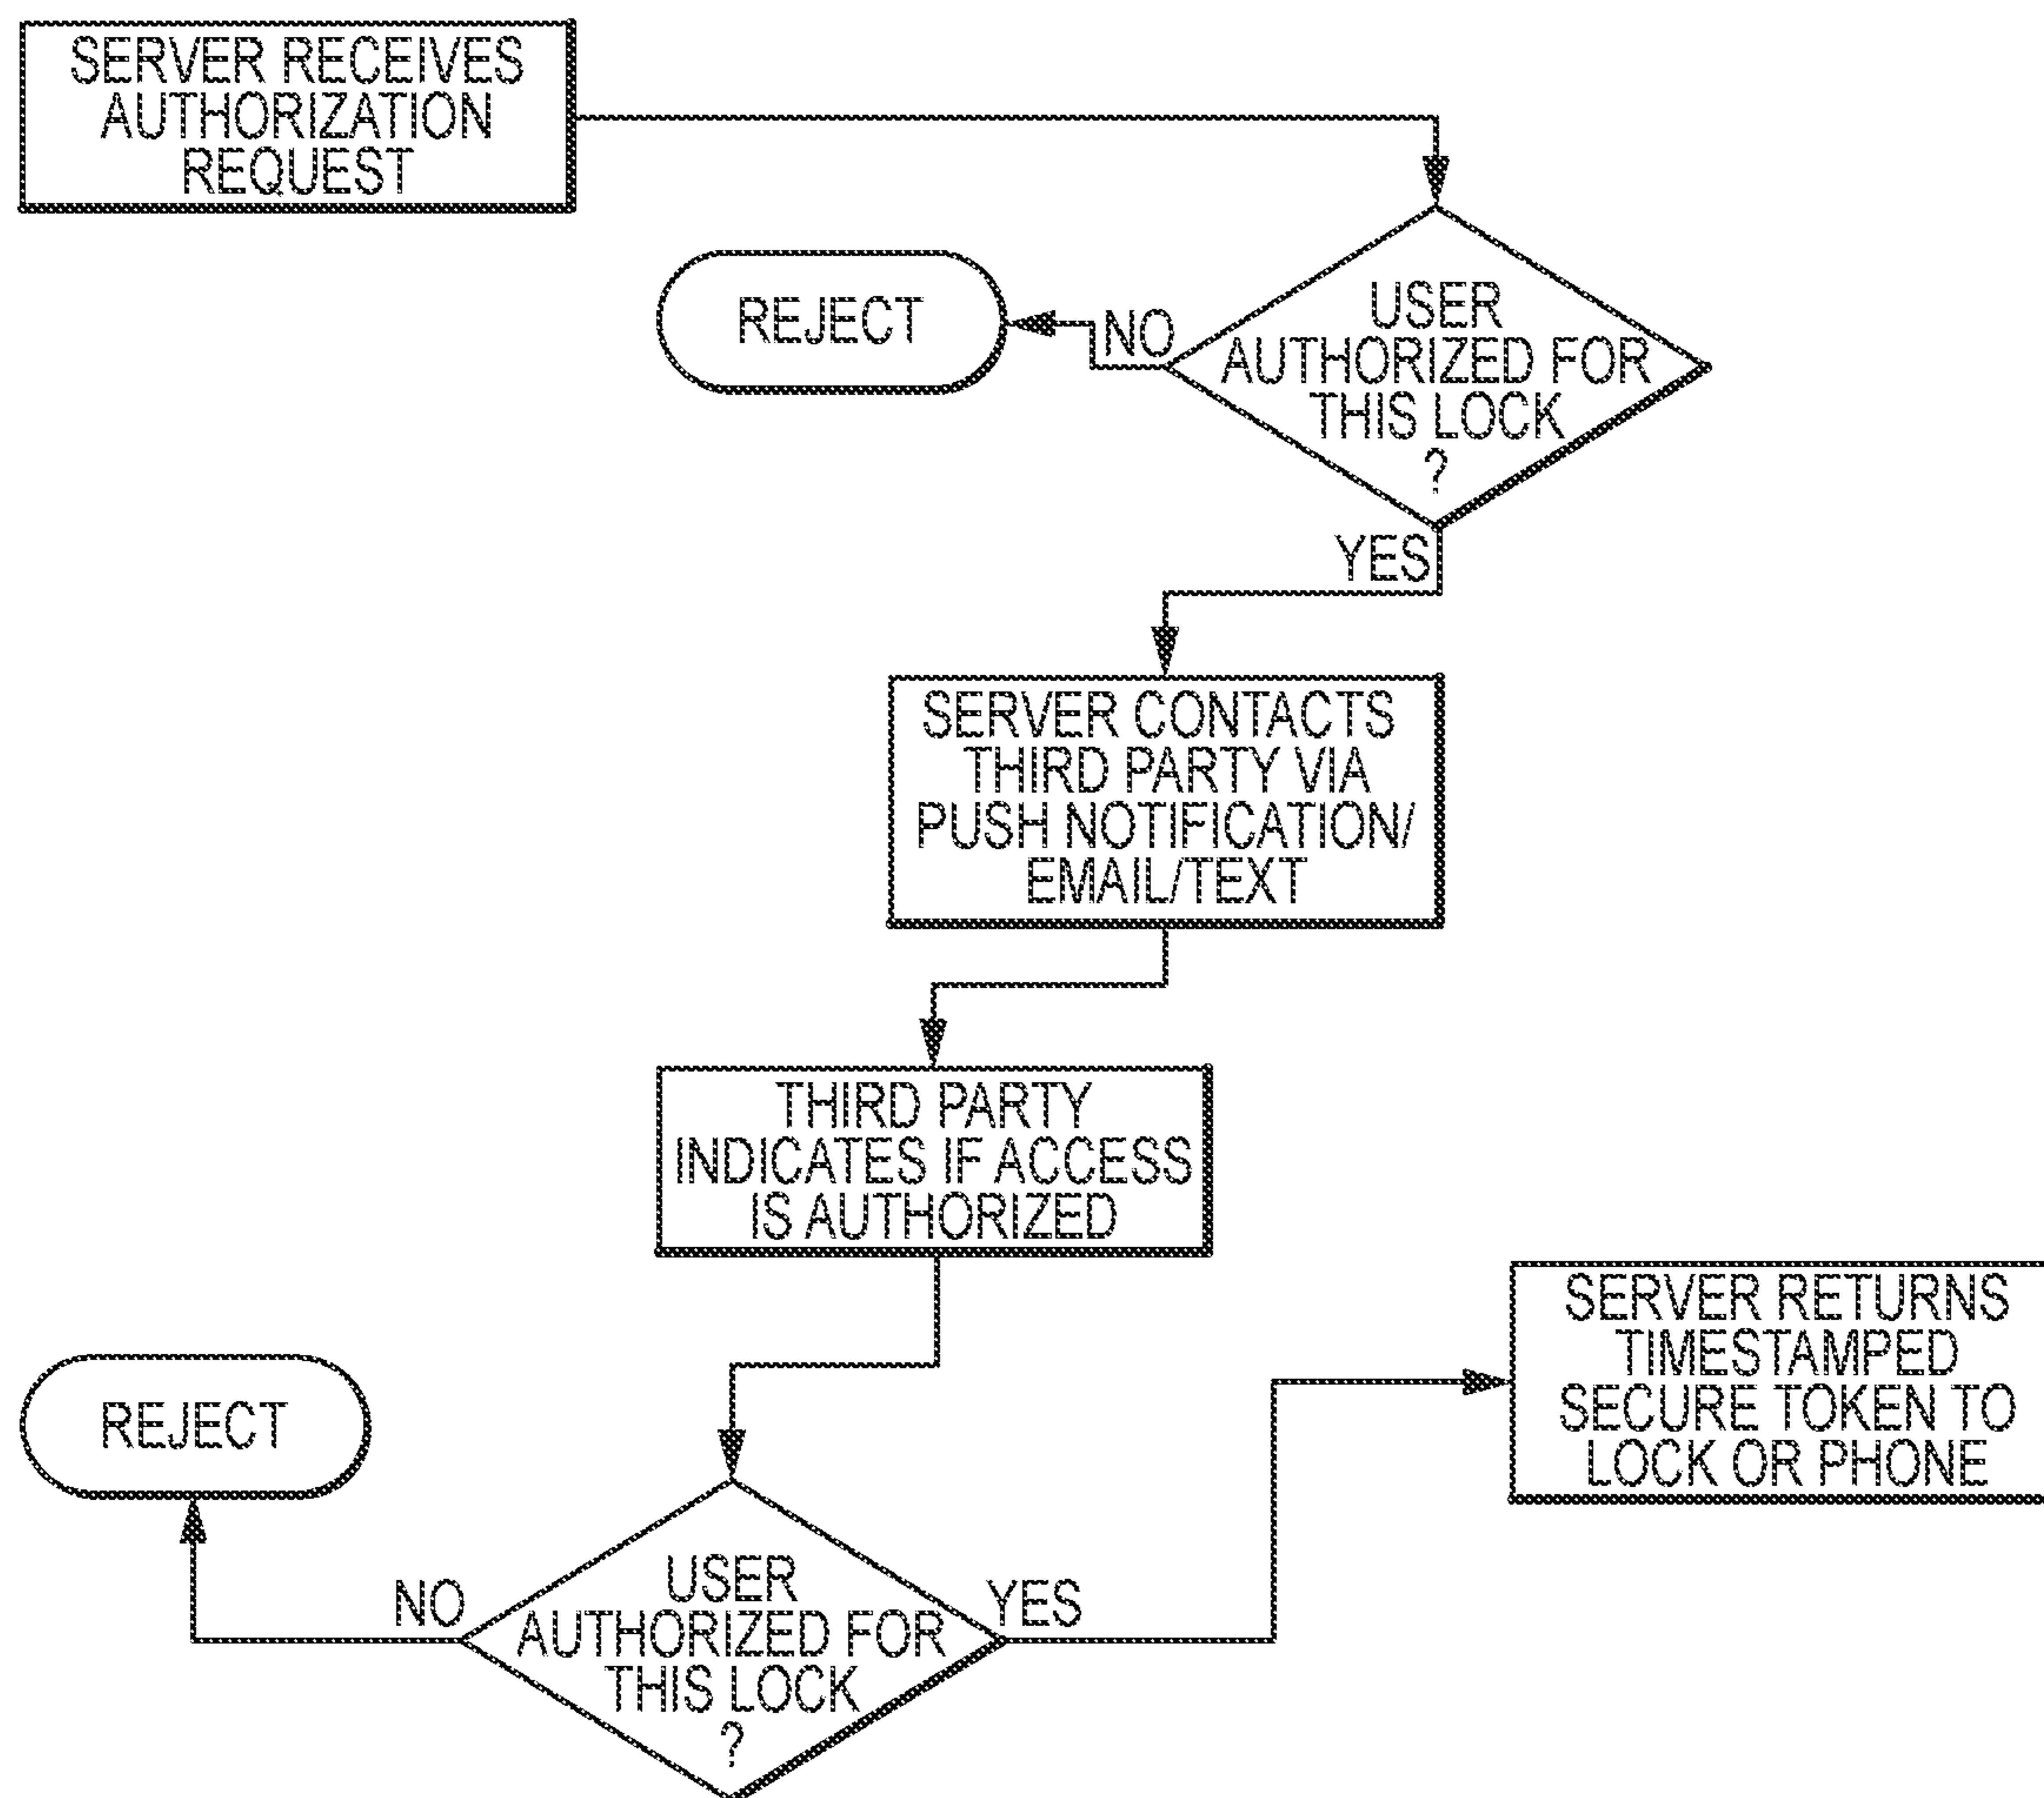 SERVER RECEIVES
AUTHORIZATION
REQUEST
REJECT
NO
USER
AUTHORIZED FOR
THIS LOCK
?
YES
SERVER CONTACTS
THIRD PARTY VIA
PUSH NOTIFICATION/
EMAIL/TEXT
THIRD PARTY
INDICATES IF ACCESS
IS AUTHORIZED
SERVER RETURNS
TIMESTAMPED
SECURE TOKEN TO
LOCK OR PHONE
REJECT
NO
USER
AUTHORIZED FOR
THIS LOCK
?
YES